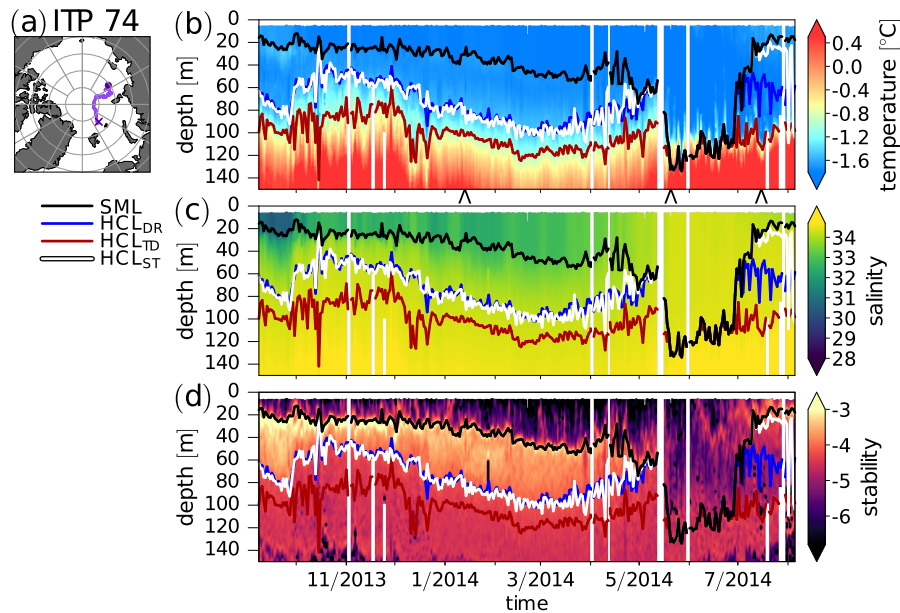 (a) ITP 74
SML
HCL_DR
HCL_TD
HCL_ST
(b)
0
20
40
60
80
100
120
140
depth [m]
0.4
0.0
-0.4
-0.8
-1.2
-1.6
temperature [°C]
(c)
0
20
40
60
80
100
120
140
depth [m]
34
33
32
31
30
29
28
salinity
(d)
0
20
40
60
80
100
120
140
depth [m]
-3
-4
-5
-6
stability
11/2013 1/2014 3/2014 5/2014 7/2014
time